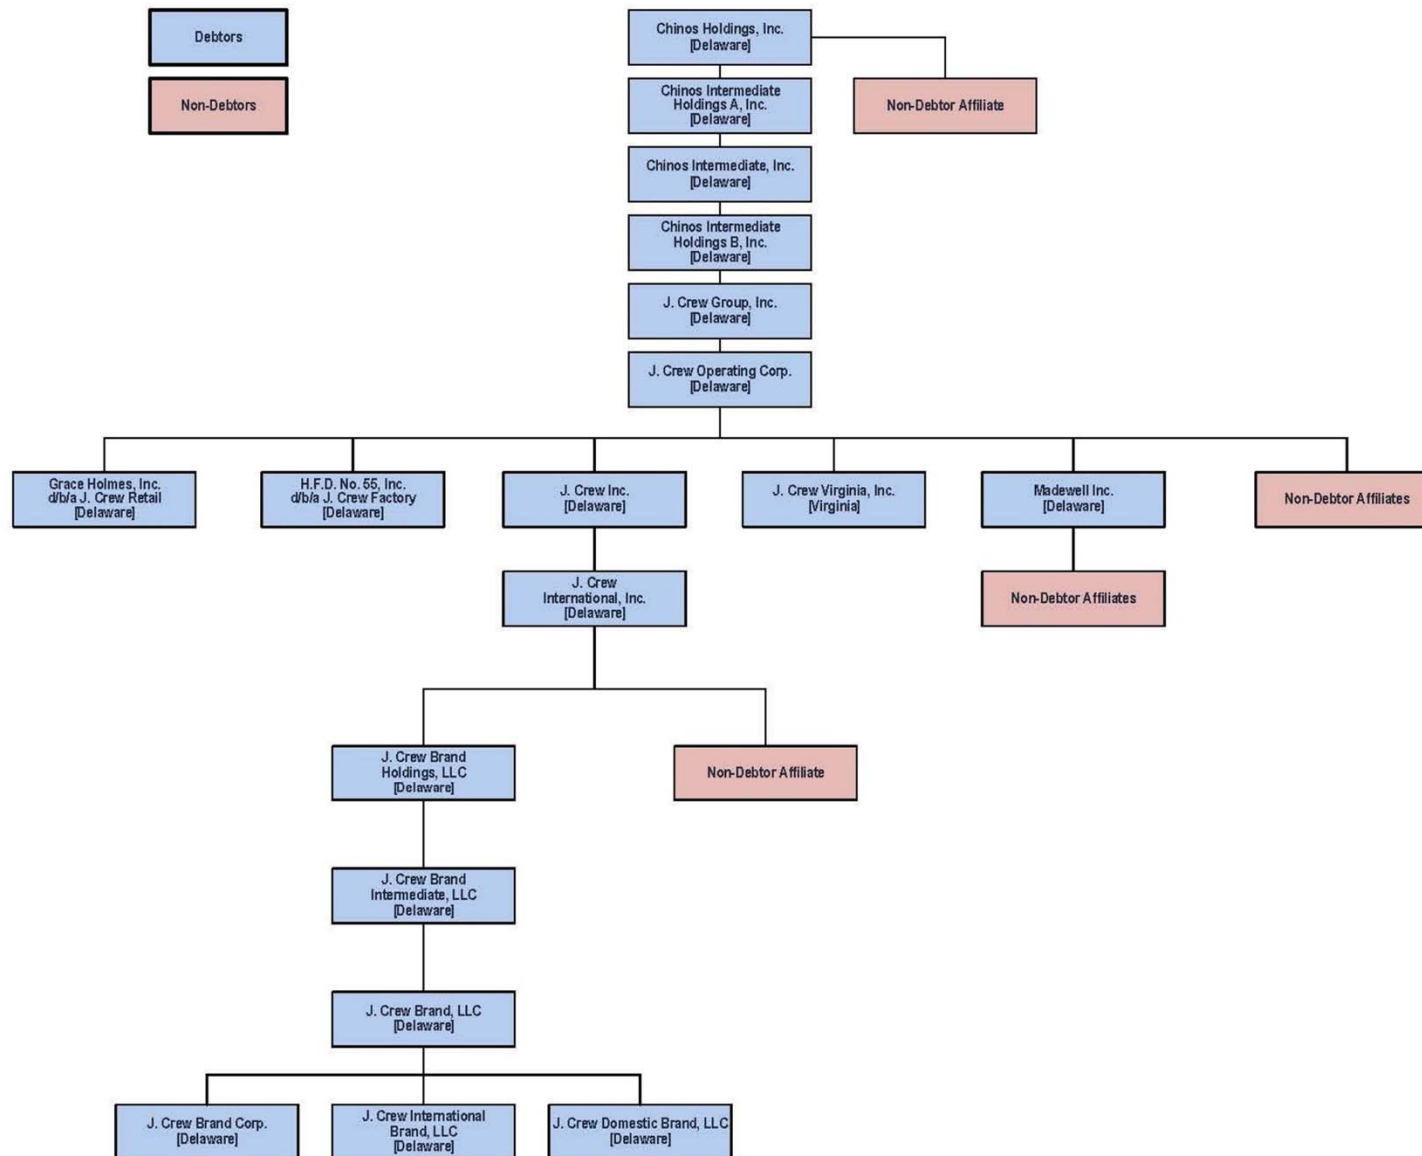 Debtors
Non-Debtors
Chinos Holdings, Inc.
[Delaware]
Chinos Intermediate
Holdings A, Inc.
[Delaware]
Non-Debtor Affiliate
Chinos Intermediate, Inc.
[Delaware]
Chinos Intermediate
Holdings B, Inc.
[Delaware]
J. Crew Group, Inc.
[Delaware]
J. Crew Operating Corp.
[Delaware]
Grace Holmes, Inc.
d/b/a J. Crew Retail
[Delaware]
H.F.D. No. 55, Inc.
d/b/a J. Crew Factory
[Delaware]
J. Crew Inc.
[Delaware]
J. Crew Virginia, Inc.
[Virginia]
Madewell Inc.
[Delaware]
Non-Debtor Affiliates
J. Crew
International, Inc.
[Delaware]
Non-Debtor Affiliates
J. Crew Brand
Holdings, LLC
[Delaware]
Non-Debtor Affiliate
J. Crew Brand
Intermediate, LLC
[Delaware]
J. Crew Brand, LLC
[Delaware]
J. Crew Brand Corp.
[Delaware]
J. Crew International
Brand, LLC
[Delaware]
J. Crew Domestic Brand, LLC
[Delaware]